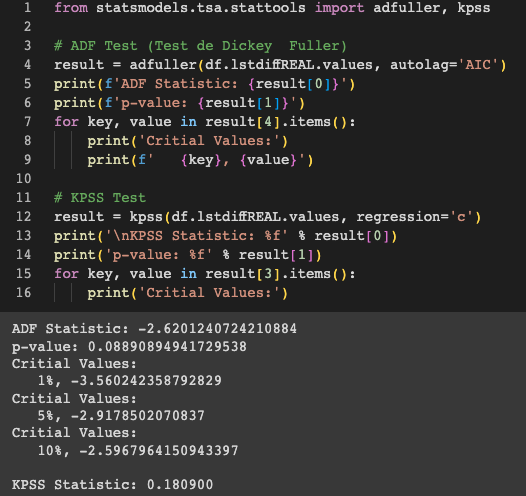 1 from statsmodels.tsa.stattools import adfuller, kpss
2
3 # ADF Test (Test de Dickey  Fuller)
4 result = adfuller(df.lstdiffREAL.values, autolag='AIC')
5 print(f'ADF Statistic: {result[0]}')
6 print(f'p-value: {result[1]}')
7 for key, value in result[4].items():
8     print('Critial Values:')
9     print(f'   {key}, {value}')
10
11 # KPSS Test
12 result = kpss(df.lstdiffREAL.values, regression='c')
13 print('\nKPSS Statistic: %f' % result[0])
14 print('p-value: %f' % result[1])
15 for key, value in result[3].items():
16     print('Critial Values:')
ADF Statistic: -2.6201240724210884
p-value: 0.08890894941729538
Critial Values:
   1%, -3.560242358792829
Critial Values:
   5%, -2.9178502070837
Critial Values:
   10%, -2.5967964150943397

KPSS Statistic: 0.180900